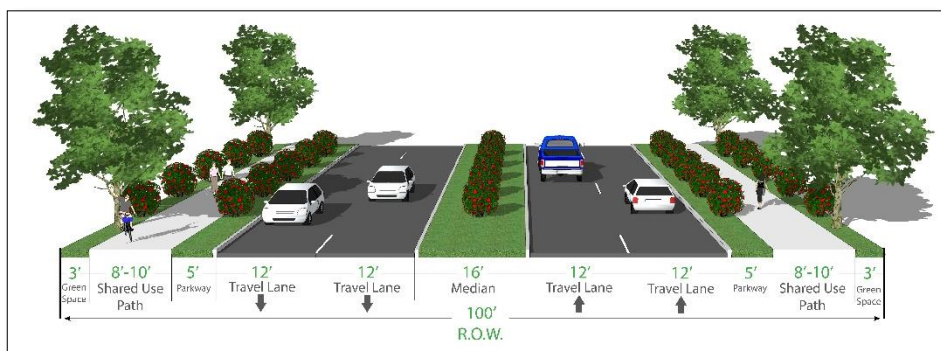 3' 8'-10' 5' 12' 12' 16' 12' 12' 5' 8'-10' 3'
Green Space Shared Use Path Parkway Travel Lane Travel Lane Median Travel Lane Travel Lane Parkway Shared Use Path Green Space
100'
R.O.W.